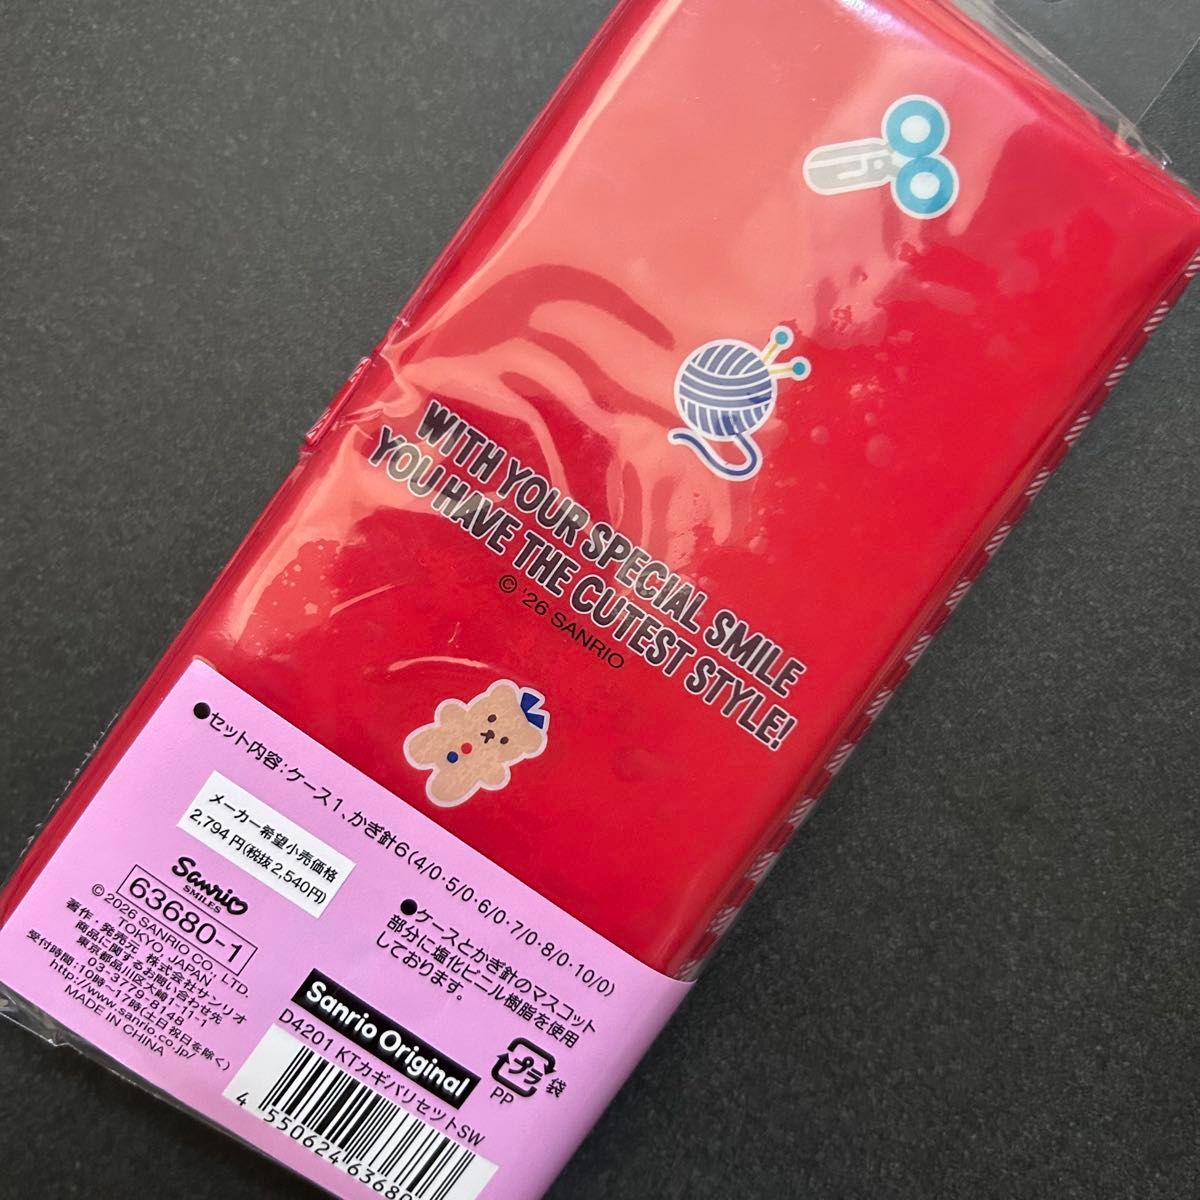 WITH YOUR SPECIAL SMILE
YOU HAVE THE CUTEST STYLE!
© '26 SANRIO
●セット内容:ケース1、かぎ針6(4/0・5/0・6/0・7/0・8/0・10/0)
●ケースとかぎ針のマスコット
部分に塩化ビニル樹脂を使用
しております。
メーカー希望小売価格
2,794円(税抜2,540円)
Sanrio
SMILES
63680-1
© 2026 SANRIO CO., LTD.
TOKYO, JAPAN
著作・発売元 株式会社サンリオ
商品に関するお問い合わせ先
東京都品川区大崎1-11-1
03-3779-8148
受付時間:10時〜17時(土日祝日を除く)
http://www.sanrio.co.jp/
MADE IN CHINA
Sanrio Original
D4201 KTカギバリセットSW
プラ
袋
PP
4 550624 63680